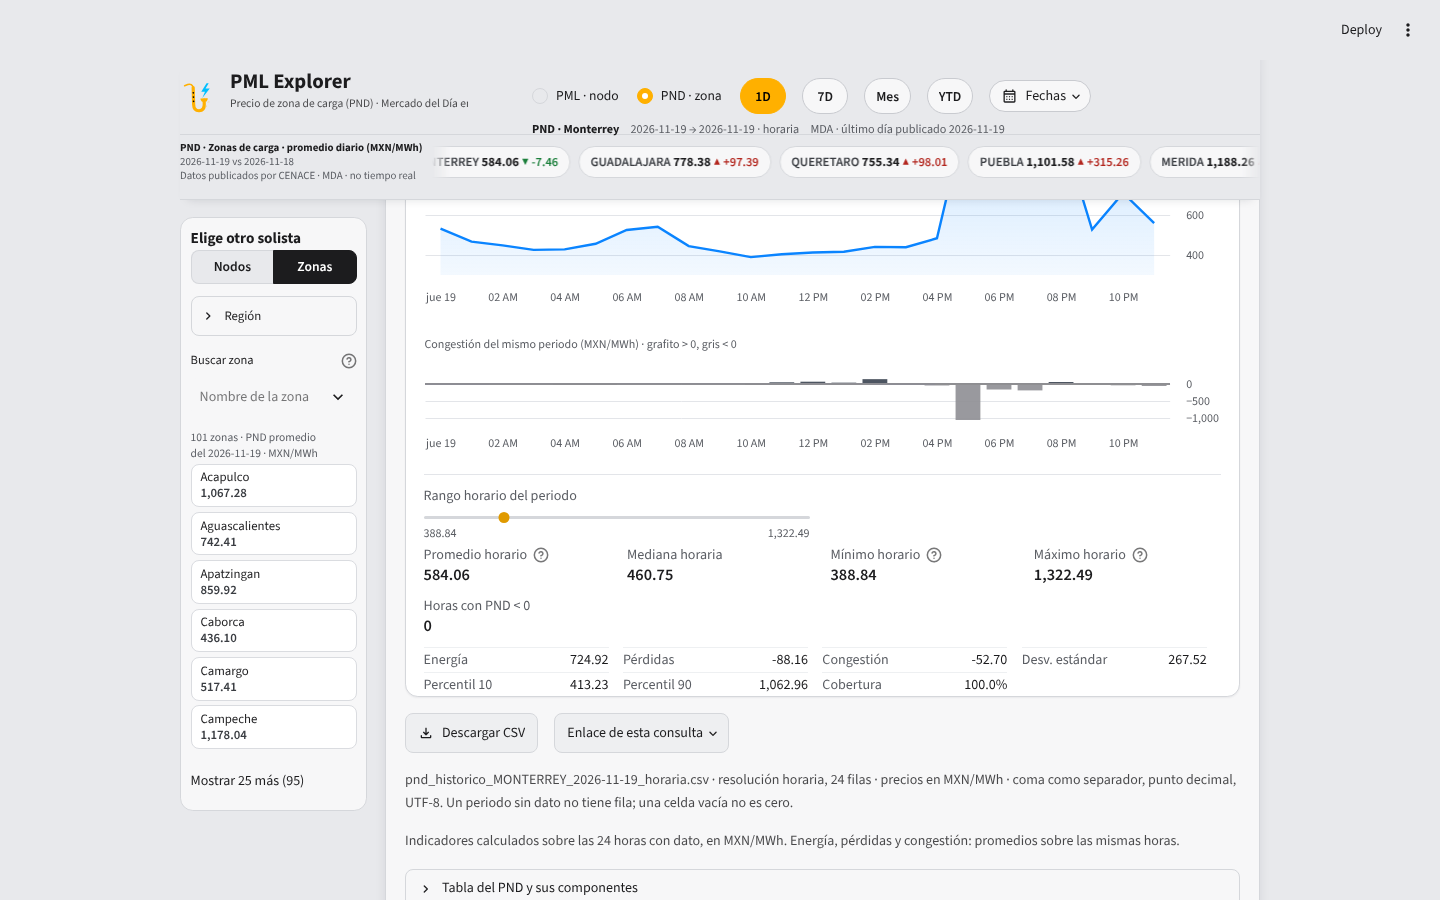 Deploy
PML Explorer
Precio de zona de carga (PND) · Mercado del Día
PML · nodo
PND · zona
1D
7D
Mes
YTD
Fechas
PND · Monterrey 2026-11-19 → 2026-11-19 · horaria MDA · último día publicado 2026-11-19
PND · Zonas de carga · promedio diario (MXN/MWh)
2026-11-19 vs 2026-11-18
Datos publicados por CENACE · MDA · no tiempo real
584.06 ▼ -7.46
GUADALAJARA 778.38 ▲ +97.39
QUERETARO 755.34 ▲ +98.01
PUEBLA 1,101.58 ▲ +315.26
MERIDA 1,188.26
Elige otro solista
Nodos
Zonas
Región
Buscar zona
Nombre de la zona
101 zonas · PND promedio
del 2026-11-19 · MXN/MWh
Acapulco
1,067.28
Aguascalientes
742.41
Apatzingan
859.92
Caborca
436.10
Camargo
517.41
Campeche
1,178.04
Mostrar 25 más (95)
600
400
jue 19 02 AM 04 AM 06 AM 08 AM 10 AM 12 PM 02 PM 04 PM 06 PM 08 PM 10 PM
Congestión del mismo periodo (MXN/MWh) · grafito > 0, gris < 0
0
−500
−1,000
jue 19 02 AM 04 AM 06 AM 08 AM 10 AM 12 PM 02 PM 04 PM 06 PM 08 PM 10 PM
Rango horario del periodo
388.84 1,322.49
Promedio horario
584.06
Mediana horaria
460.75
Mínimo horario
388.84
Máximo horario
1,322.49
Horas con PND < 0
0
Energía 724.92 Pérdidas -88.16 Congestión -52.70 Desv. estándar 267.52
Percentil 10 413.23 Percentil 90 1,062.96 Cobertura 100.0%
Descargar CSV
Enlace de esta consulta
pnd_historico_MONTERREY_2026-11-19_horaria.csv · resolución horaria, 24 filas · precios en MXN/MWh · coma como separador, punto decimal,
UTF-8. Un periodo sin dato no tiene fila; una celda vacía no es cero.
Indicadores calculados sobre las 24 horas con dato, en MXN/MWh. Energía, pérdidas y congestión: promedios sobre las mismas horas.
Tabla del PND y sus componentes